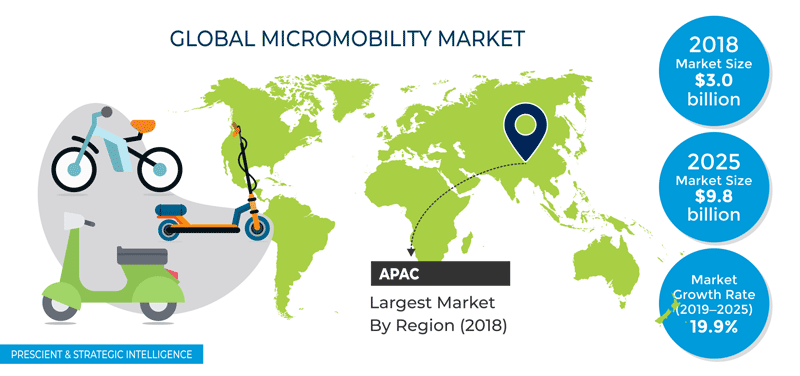 GLOBAL MICROMOBILITY MARKET
2018
Market Size
$3.0
billion
2025
Market Size
$9.8
billion
Market
Growth Rate
(2019–2025)
19.9%
APAC
Largest Market
By Region (2018)
PRESCIENT & STRATEGIC INTELLIGENCE